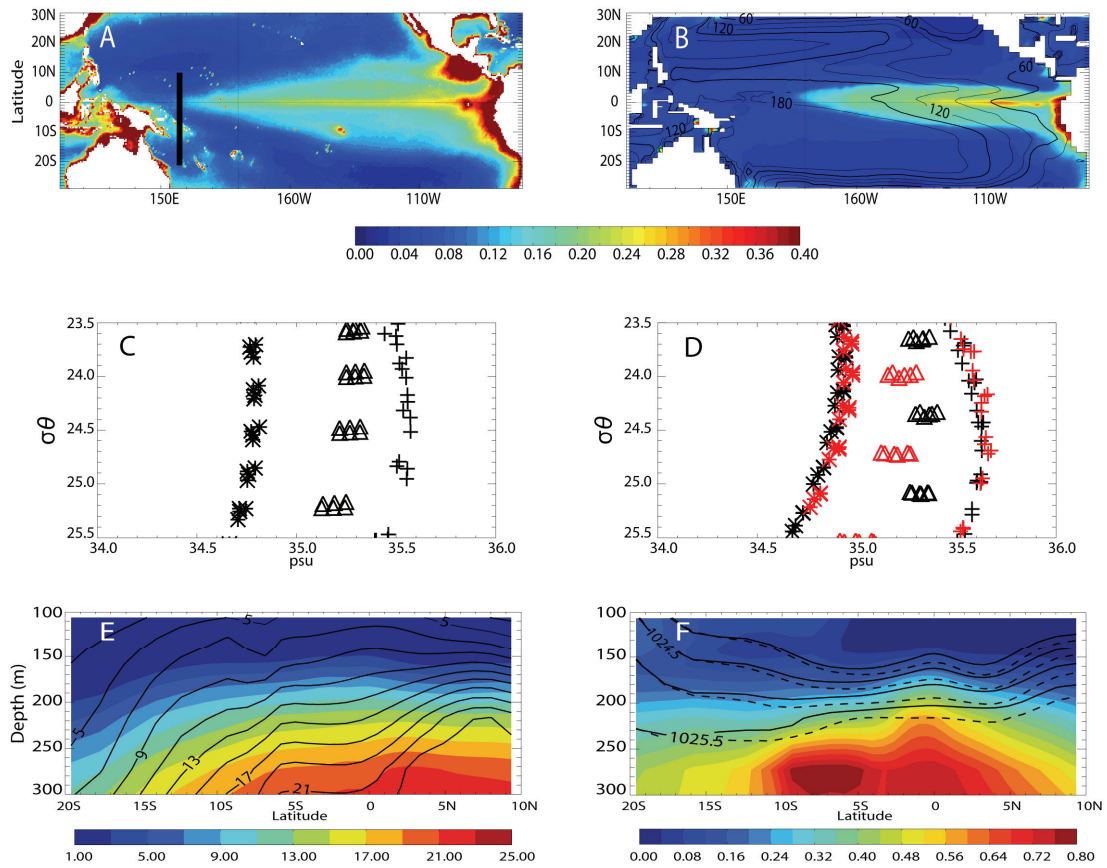 A
B
30N
20N
10N
0
10S
20S
Latitude
150E
160W
110W
30N
20N
10N
0
10S
20S
150E
160W
110W
60
120
60
60
180
120
120
120
0.00 0.04 0.08 0.12 0.16 0.20 0.24 0.28 0.32 0.36 0.40
C
23.5
24.0
24.5
25.0
25.5
σθ
34.0 34.5 35.0 35.5 36.0
psu
D
23.5
24.0
24.5
25.0
25.5
σθ
34.0 34.5 35.0 35.5 36.0
psu
E
100
150
200
250
300
Depth (m)
5
5
9
13
17
21
20S 15S 10S 5S 0 5N 10N
Latitude
1.00 5.00 9.00 13.00 17.00 21.00 25.00
F
100
150
200
250
300
1024.5
1025.5
20S 15S 10S 5S 0 5N 10N
Latitude
0.00 0.08 0.16 0.24 0.32 0.40 0.48 0.56 0.64 0.72 0.80